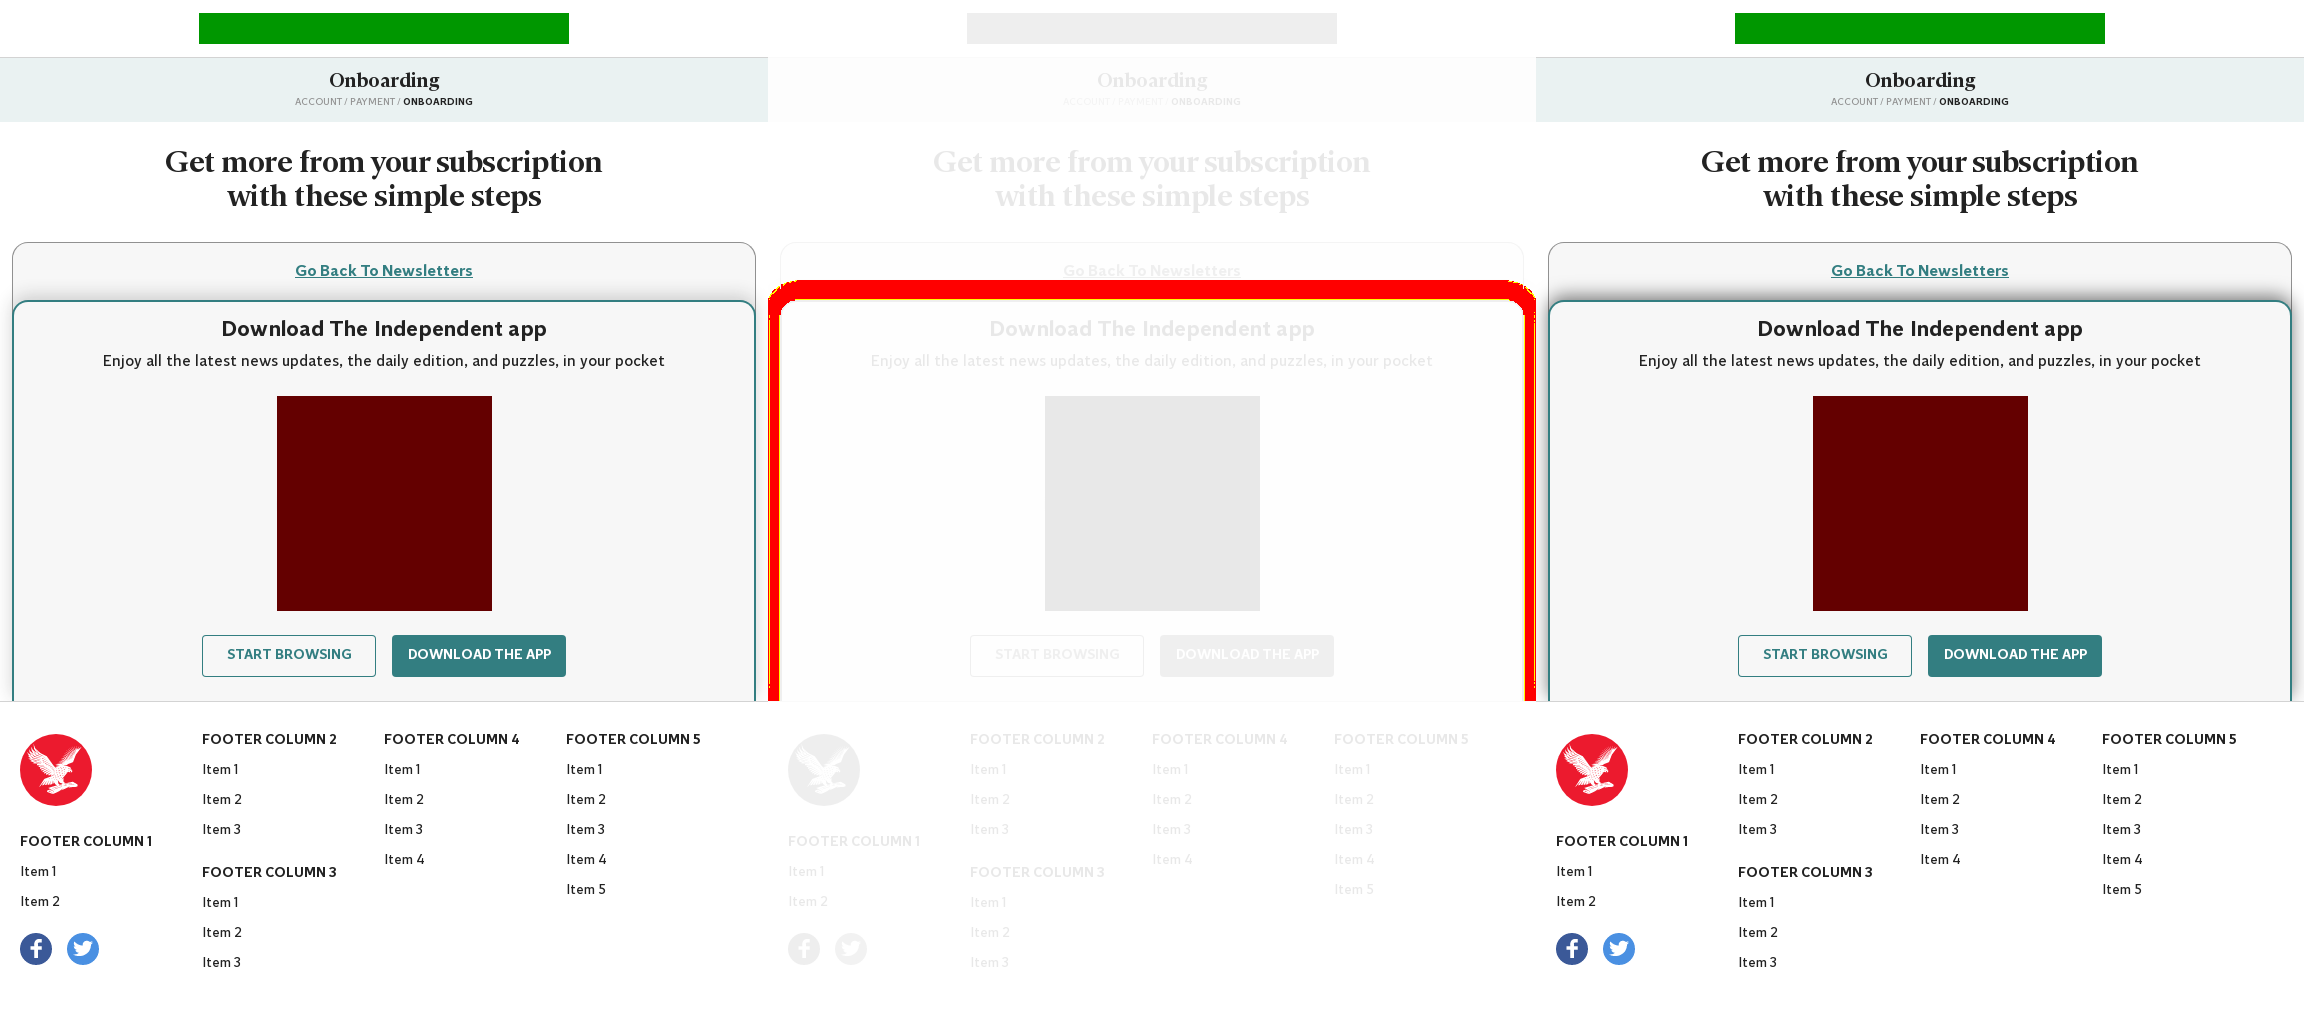 Onboarding
ACCOUNT / PAYMENT / ONBOARDING
Get more from your subscription
with these simple steps
Go Back To Newsletters
Download The Independent app
Enjoy all the latest news updates, the daily edition, and puzzles, in your pocket
START BROWSING
DOWNLOAD THE APP
FOOTER COLUMN 1
Item 1
Item 2
FOOTER COLUMN 2
Item 1
Item 2
Item 3
FOOTER COLUMN 3
Item 1
Item 2
Item 3
FOOTER COLUMN 4
Item 1
Item 2
Item 3
Item 4
FOOTER COLUMN 5
Item 1
Item 2
Item 3
Item 4
Item 5
Onboarding
ACCOUNT / PAYMENT / ONBOARDING
Get more from your subscription
with these simple steps
Go Back To Newsletters
Download The Independent app
Enjoy all the latest news updates, the daily edition, and puzzles, in your pocket
START BROWSING
DOWNLOAD THE APP
FOOTER COLUMN 1
Item 1
Item 2
FOOTER COLUMN 2
Item 1
Item 2
Item 3
FOOTER COLUMN 3
Item 1
Item 2
Item 3
FOOTER COLUMN 4
Item 1
Item 2
Item 3
Item 4
FOOTER COLUMN 5
Item 1
Item 2
Item 3
Item 4
Item 5
Onboarding
ACCOUNT / PAYMENT / ONBOARDING
Get more from your subscription
with these simple steps
Go Back To Newsletters
Download The Independent app
Enjoy all the latest news updates, the daily edition, and puzzles, in your pocket
START BROWSING
DOWNLOAD THE APP
FOOTER COLUMN 1
Item 1
Item 2
FOOTER COLUMN 2
Item 1
Item 2
Item 3
FOOTER COLUMN 3
Item 1
Item 2
Item 3
FOOTER COLUMN 4
Item 1
Item 2
Item 3
Item 4
FOOTER COLUMN 5
Item 1
Item 2
Item 3
Item 4
Item 5